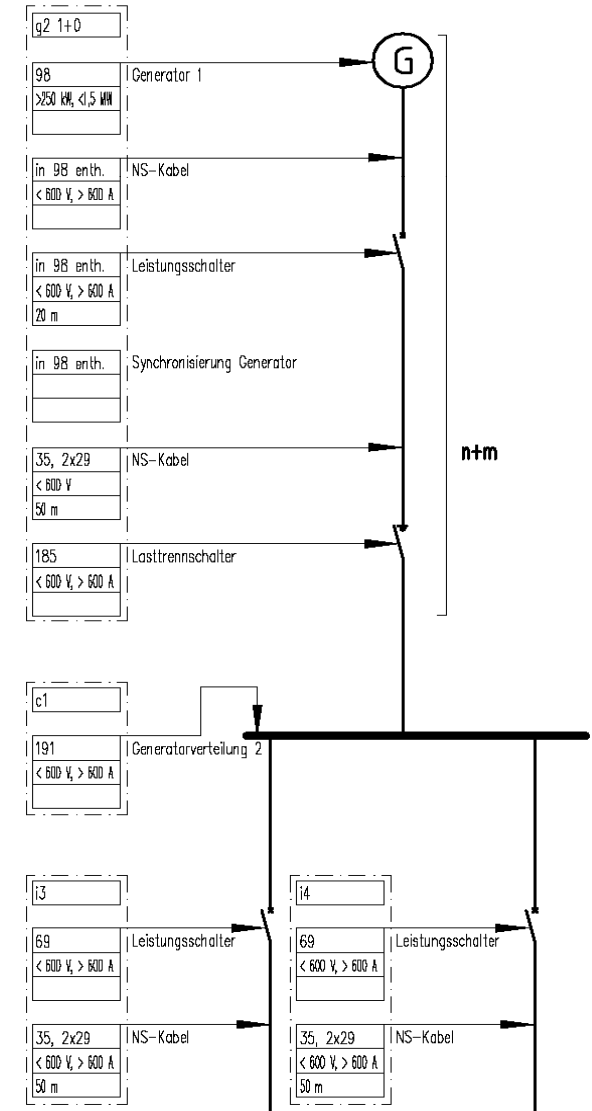 g2 1+0
G
98
Generator 1
>250 kW, <1,5 MW
in 98 enth.
NS-Kabel
< 600 V, > 600 A
in 98 enth.
Leistungsschalter
< 600 V, > 600 A
20 m
in 98 enth.
Synchronisierung Generator
35, 2x29
NS-Kabel
< 600 V
50 m
n+m
185
Lasttrennschalter
< 600 V, > 600 A
c1
191
Generatorverteilung 2
< 600 V, > 600 A
i3
69
Leistungsschalter
< 600 V, > 600 A
35, 2x29
NS-Kabel
< 600 V, > 600 A
50 m
i4
69
Leistungsschalter
< 600 V, > 600 A
35, 2x29
NS-Kabel
< 600 V, > 600 A
50 m